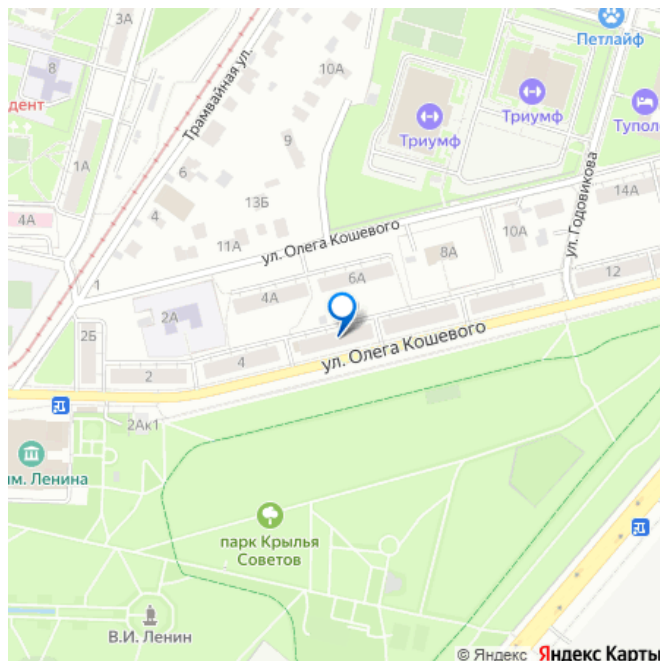 3А
Петлайф
8
10А
дент
Трамвайная ул.
Триумф
Триумф
Тупол
9
1А
6
4
13Б
14А
4А
11А
ул. Олега Кошевого
10А
ул. Годовикова
8А
1
6А
4А
2А
12
2Б
4
2
ул. Олега Кошевого
2Ак1
им. Ленина
парк Крылья
Советов
В.И. Ленин
© Яндекс Яндекс Карты